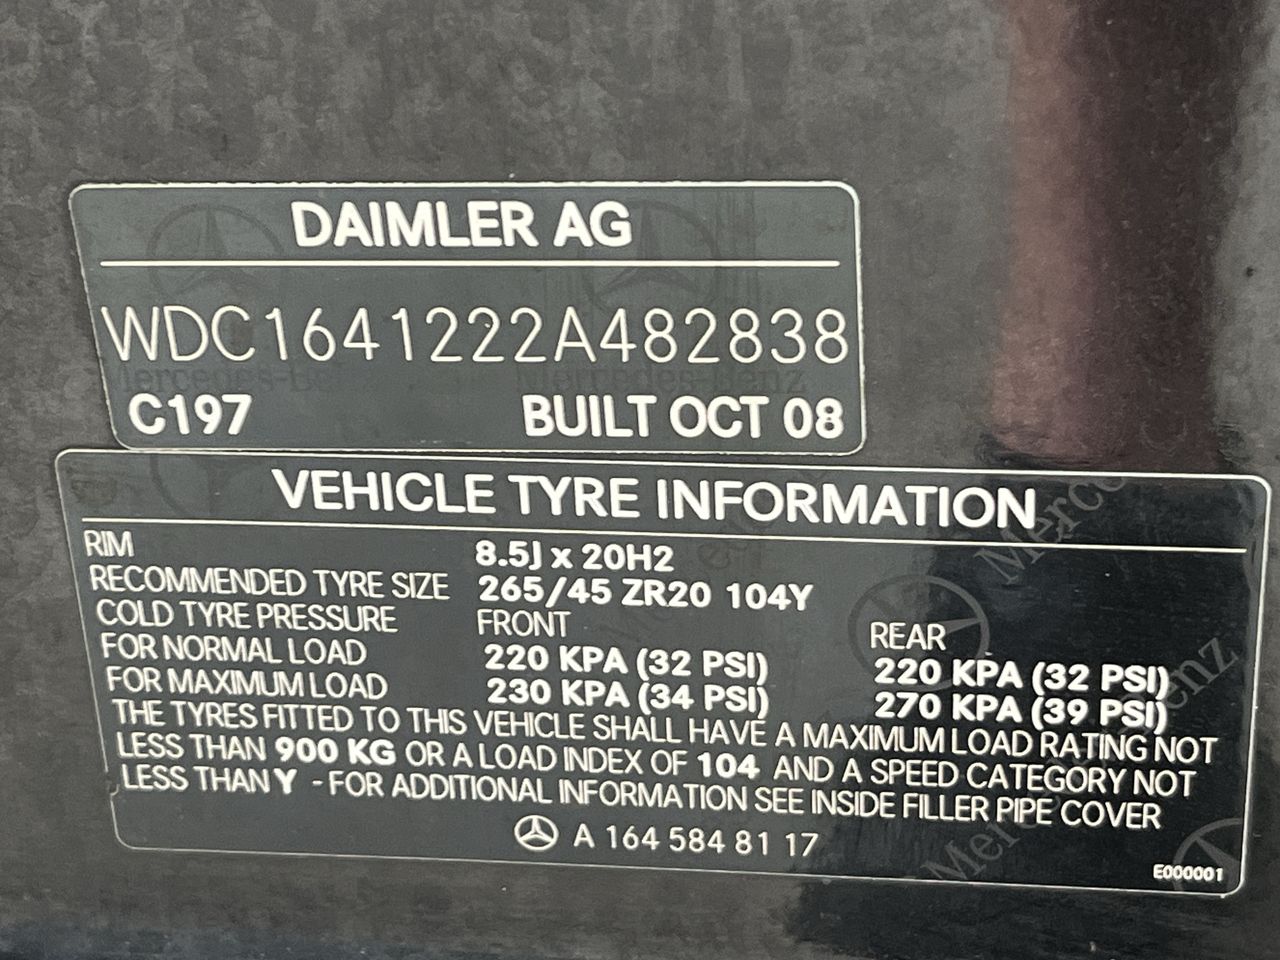 DAIMLER AG
WDC1641222A482838
C197 BUILT OCT 08
VEHICLE TYRE INFORMATION
RIM 8.5J x 20H2
RECOMMENDED TYRE SIZE 265/45 ZR20 104Y
COLD TYRE PRESSURE FRONT REAR
FOR NORMAL LOAD 220 KPA (32 PSI) 220 KPA (32 PSI)
FOR MAXIMUM LOAD 230 KPA (34 PSI) 270 KPA (39 PSI)
THE TYRES FITTED TO THIS VEHICLE SHALL HAVE A MAXIMUM LOAD RATING NOT
LESS THAN 900 KG OR A LOAD INDEX OF 104 AND A SPEED CATEGORY NOT
LESS THAN Y - FOR ADDITIONAL INFORMATION SEE INSIDE FILLER PIPE COVER
A 164 584 81 17
E000001
Mercedes-Benz